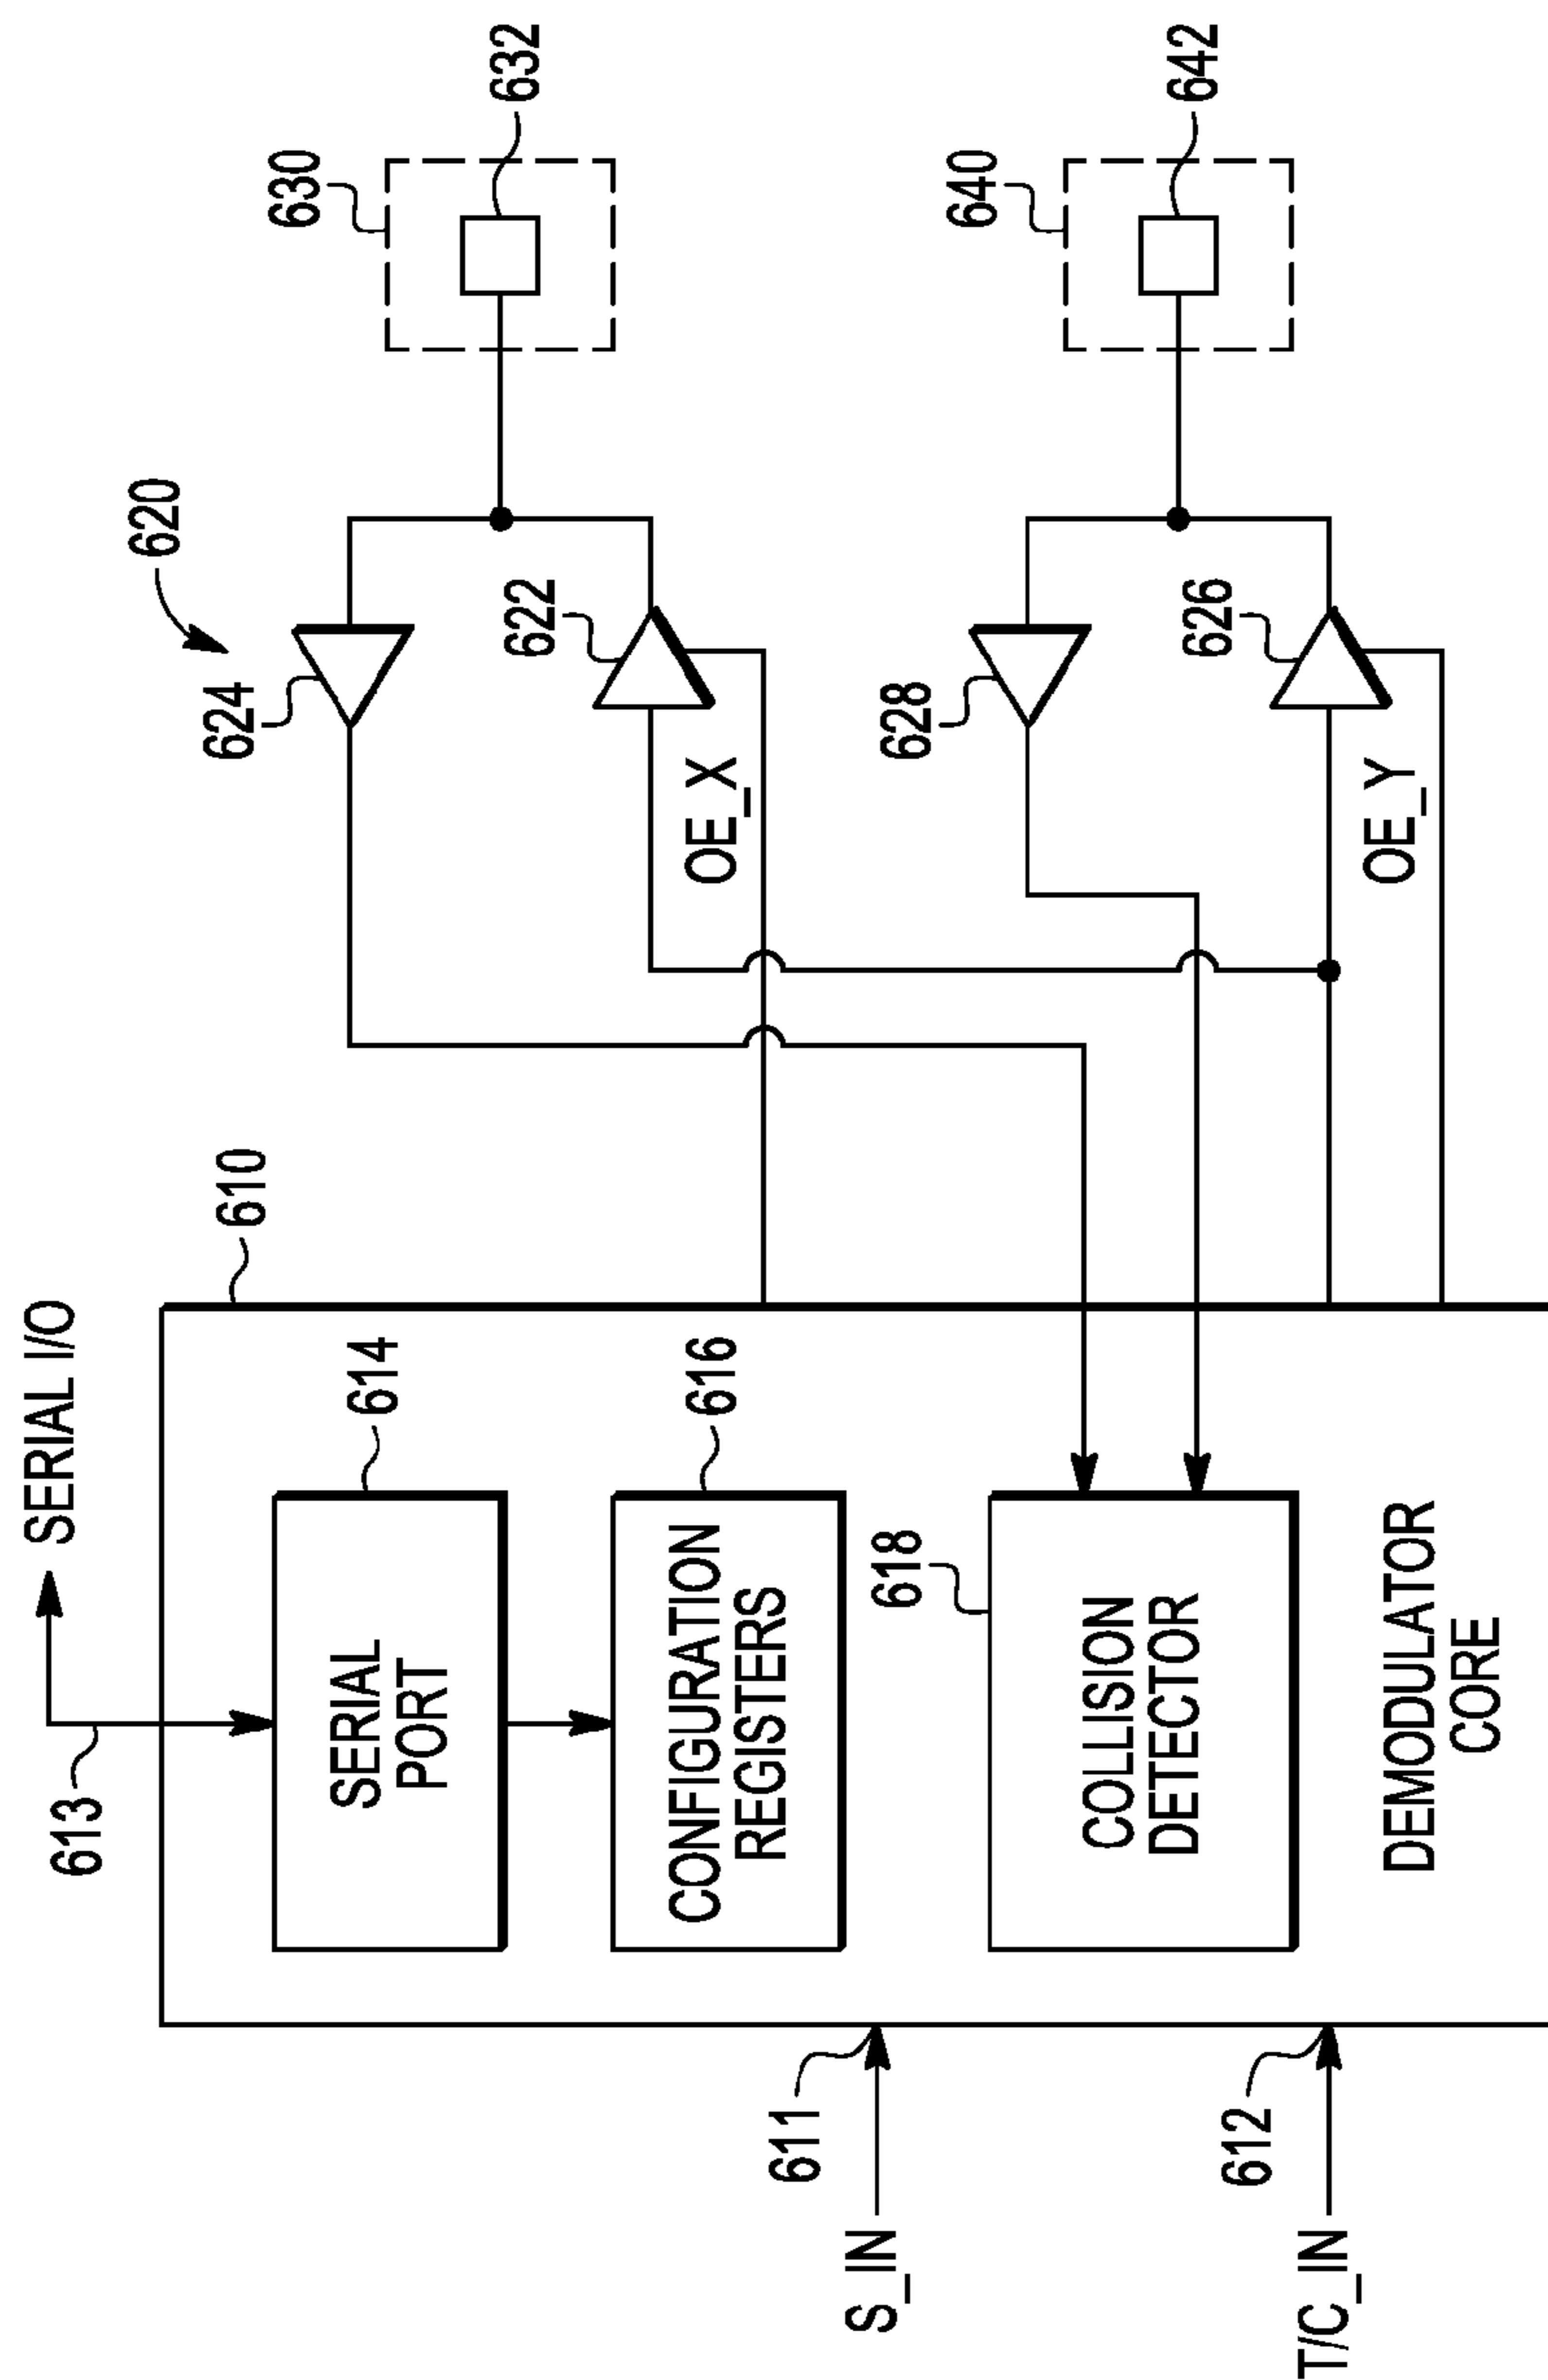 SERIAL I/O
613
610
614
SERIAL
PORT
616
CONFIGURATION
REGISTERS
618
COLLISION
DETECTOR
DEMODULATOR
CORE
611
S_IN
612
T/C_IN
620
624
622
OE_X
628
626
OE_Y
630
632
640
642